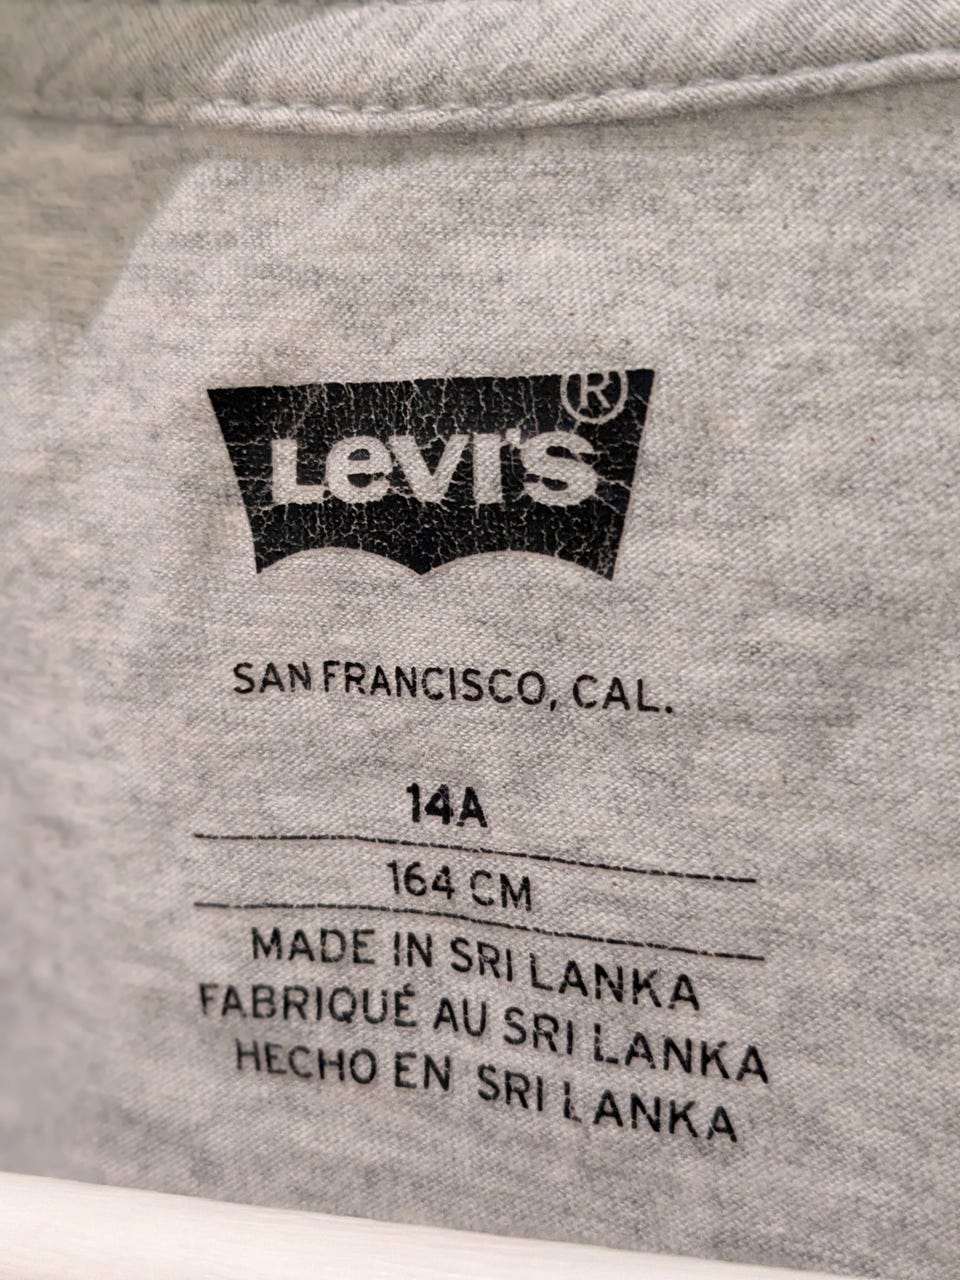 Levi's®
SAN FRANCISCO, CAL.
14A
164 CM
MADE IN SRI LANKA
FABRIQUÉ AU SRI LANKA
HECHO EN SRI LANKA